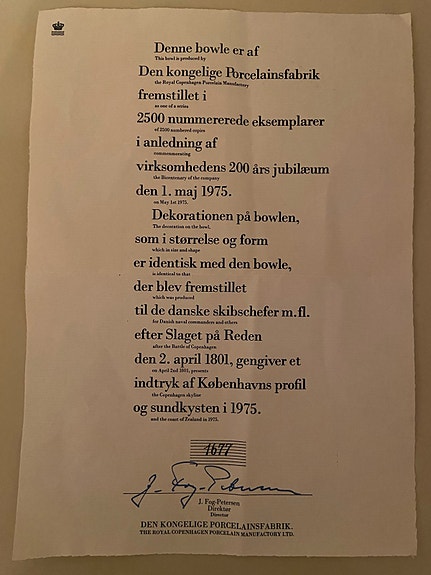 Denne bowle er af
This bowl is produced by
Den kongelige Porcelainsfabrik
the Royal Copenhagen Porcelain Manufactory
fremstillet i
as one of a series
2500 nummererede eksemplarer
of 2500 numbered copies
i anledning af
commemorating
virksomhedens 200 års jubilæum
the Bicentenary of the company
den 1. maj 1975.
on May 1st 1975.
Dekorationen på bowlen,
The decoration on the bowl,
som i størrelse og form
which in size and shape
er identisk med den bowle,
is identical to that
der blev fremstillet
which was produced
til de danske skibschefer m.fl.
for Danish naval commanders and others
efter Slaget på Reden
after the Battle of Copenhagen
den 2. april 1801, gengiver et
on April 2nd 1801, presents
indtryk af Københavns profil
the Copenhagen skyline
og sundkysten i 1975.
and the coast of Zealand in 1975.
1677
J. Fog-Petersen
J. Fog-Petersen
Direktør
Director
DEN KONGELIGE PORCELAINSFABRIK.
THE ROYAL COPENHAGEN PORCELAIN MANUFACTORY LTD.